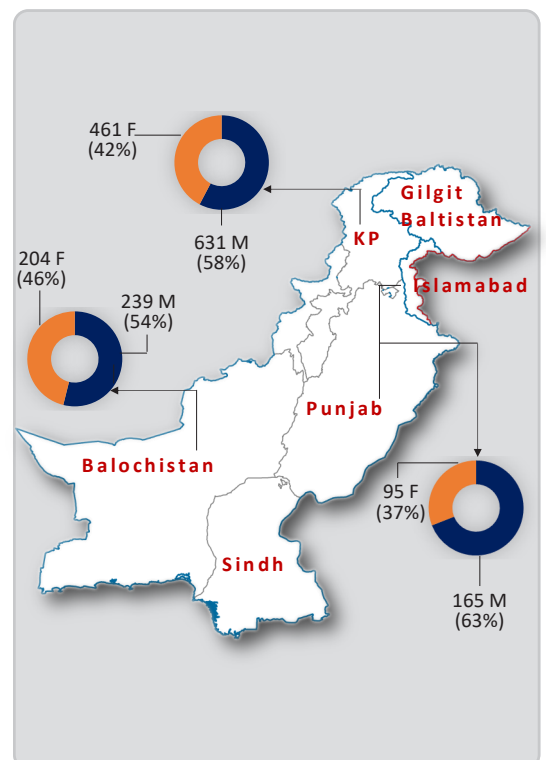 461 F
(42%)
Gilgit
Baltistan
KP
631 M
(58%)
204 F
(46%)
239 M
(54%)
Islamabad
Punjab
Balochistan
95 F
(37%)
Sindh
165 M
(63%)